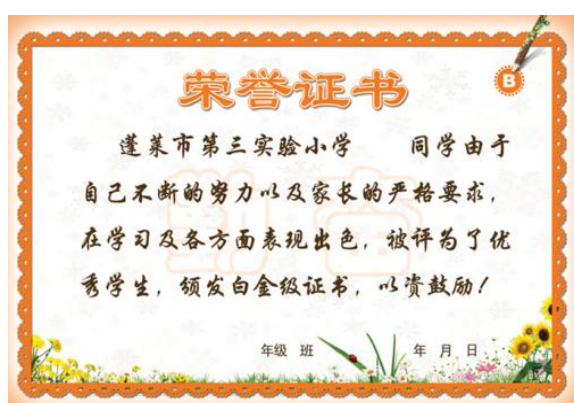 B
荣誉证书
蓬莱市第三实验小学 同学由于
自己不断的努力以及家长的严格要求，
在学习及各方面表现出色，被评为了优
秀学生，颁发白金级证书，以资鼓励！
年级 班 年 月 日